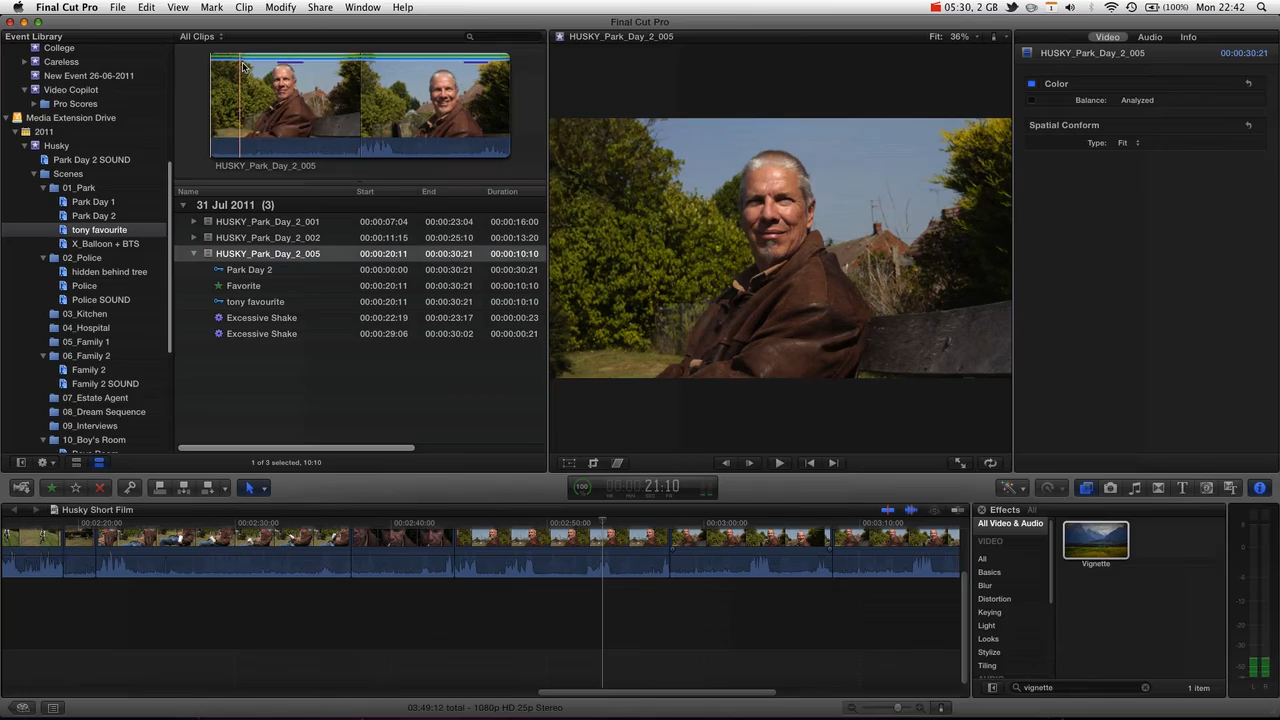 Final Cut Pro File Edit View Mark Clip Modify Share Window Help 05:30, 2 GB 1 (100%) Mon 22:42
Final Cut Pro
Event Library
College
Careless
New Event 26-06-2011
Video Copilot
Pro Scores
Media Extension Drive
2011
Husky
Park Day 2 SOUND
Scenes
01_Park
Park Day 1
Park Day 2
tony favourite
X_Balloon + BTS
02_Police
hidden behind tree
Police
Police SOUND
03_Kitchen
04_Hospital
05_Family 1
06_Family 2
Family 2
Family 2 SOUND
07_Estate Agent
08_Dream Sequence
09_Interviews
10_Boy's Room
All Clips
HUSKY_Park_Day_2_005
Name Start End Duration
31 Jul 2011 (3)
HUSKY_Park_Day_2_001 00:00:07:04 00:00:23:04 00:00:16:00
HUSKY_Park_Day_2_002 00:00:11:15 00:00:25:10 00:00:13:20
HUSKY_Park_Day_2_005 00:00:20:11 00:00:30:21 00:00:10:10
Park Day 2 00:00:00:00 00:00:30:21 00:00:30:21
Favorite 00:00:20:11 00:00:30:21 00:00:10:10
tony favourite 00:00:20:11 00:00:30:21 00:00:10:10
Excessive Shake 00:00:22:19 00:00:23:17 00:00:00:23
Excessive Shake 00:00:29:06 00:00:30:02 00:00:00:21
1 of 3 selected, 10:10
HUSKY_Park_Day_2_005 Fit: 36%
Video Audio Info
HUSKY_Park_Day_2_005 00:00:30:21
Color
Balance: Analyzed
Spatial Conform
Type: Fit
100 00:00:21:10
Husky Short Film
00:02:20:00 00:02:30:00 00:02:40:00 00:02:50:00 00:03:00:00 00:03:10:00
Effects All
All Video & Audio
VIDEO
All
Basics
Blur
Distortion
Keying
Light
Looks
Stylize
Tiling
Vignette
vignette
1 item
03:49:12 total - 1080p HD 25p Stereo
L R